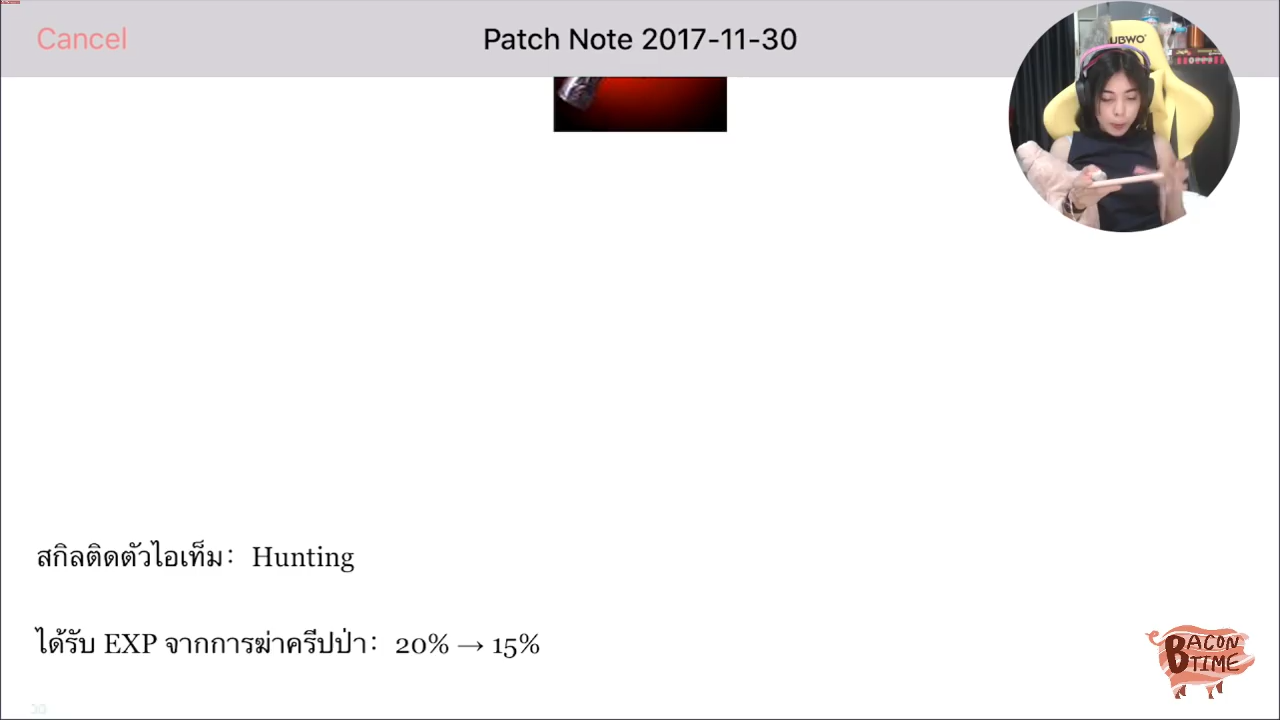 Cancel
Patch Note 2017-11-30
UBWO
สกิลติดตัวไอเท็ม: Hunting
ได้รับ EXP จากการฆ่าครีปป่า: 20% → 15%
BACON
TIME